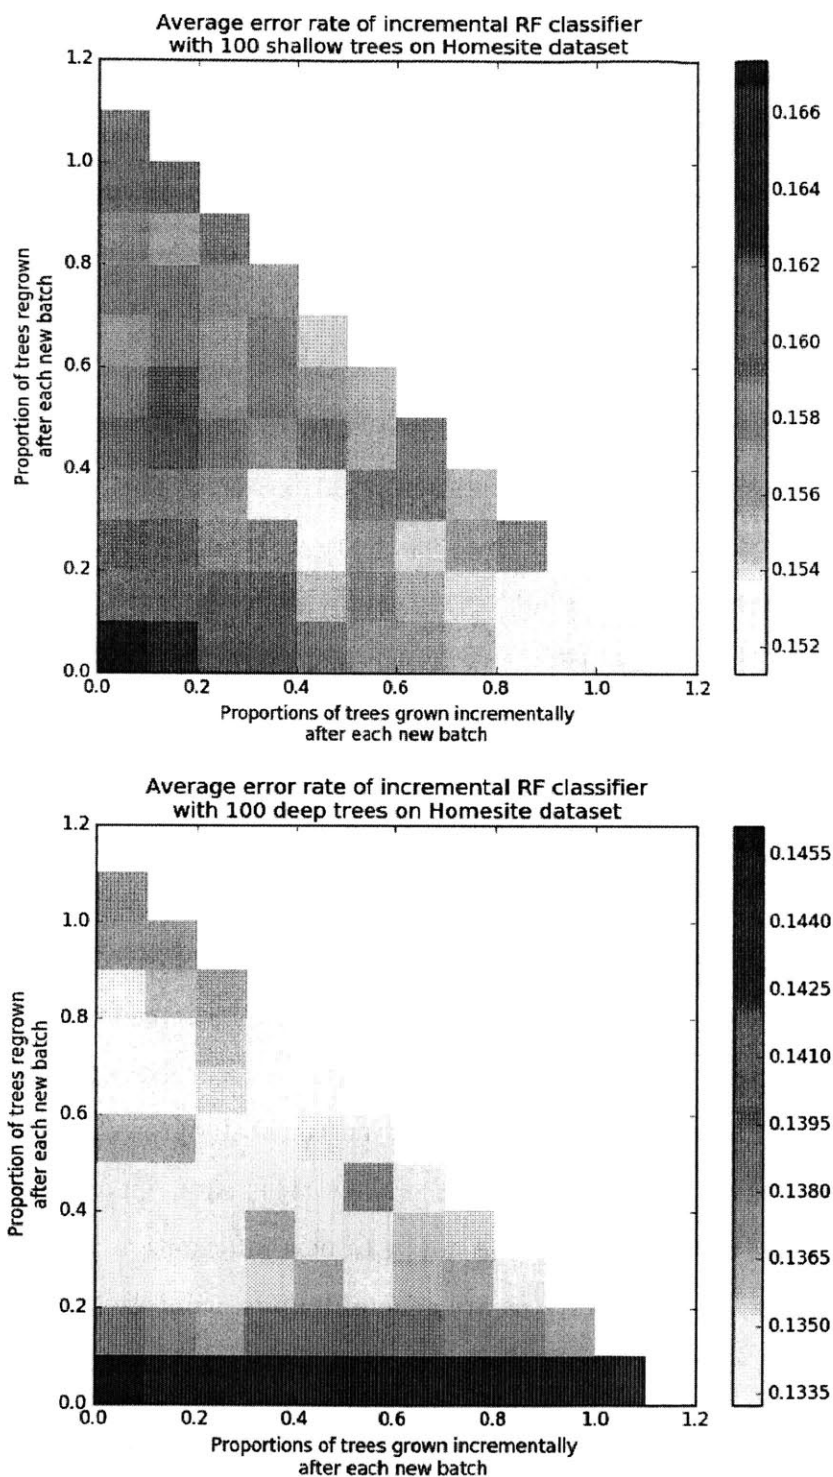 Average error rate of incremental RF classifier
with 100 shallow trees on Homesite dataset
1.2
1.0
0.8
0.6
0.4
0.2
0.0
Proportion of trees regrown
after each new batch
0.0 0.2 0.4 0.6 0.8 1.0 1.2
Proportions of trees grown incrementally
after each new batch
0.166
0.164
0.162
0.160
0.158
0.156
0.154
0.152
Average error rate of incremental RF classifier
with 100 deep trees on Homesite dataset
1.2
1.0
0.8
0.6
0.4
0.2
0.0
Proportion of trees regrown
after each new batch
0.0 0.2 0.4 0.6 0.8 1.0 1.2
Proportions of trees grown incrementally
after each new batch
0.1455
0.1440
0.1425
0.1410
0.1395
0.1380
0.1365
0.1350
0.1335